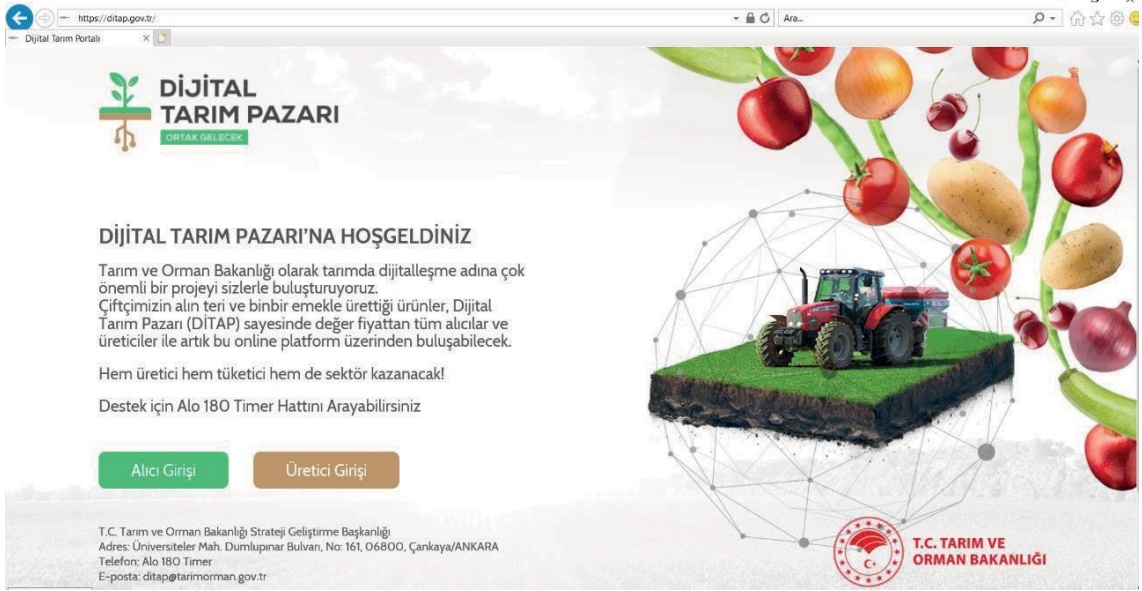 https://ditap.gov.tr/
Ara...
Dijital Tarım Portalı
DİJİTAL
TARIM PAZARI
ORTAK GELECEK
DİJİTAL TARIM PAZARI'NA HOŞGELDİNİZ
Tarım ve Orman Bakanlığı olarak tarımda dijitalleşme adına çok
önemli bir projeyi sizlerle buluşturuyoruz.
Çiftçimizin alın teri ve binbir emekle ürettiği ürünler, Dijital
Tarım Pazarı (DİTAP) sayesinde değer fiyattan tüm alıcılar ve
üreticiler ile artık bu online platform üzerinden buluşabilecek.
Hem üretici hem tüketici hem de sektör kazanacak!
Destek için Alo 180 Timer Hattını Arayabilirsiniz
Alıcı Girişi
Üretici Girişi
T.C. Tarım ve Orman Bakanlığı Strateji Geliştirme Başkanlığı
Adres: Üniversiteler Mah. Dumlupınar Bulvarı, No: 161, 06800, Çankaya/ANKARA
Telefon: Alo 180 Timer
E-posta: ditap@tarimorman.gov.tr
T.C. TARIM VE
ORMAN BAKANLIĞI